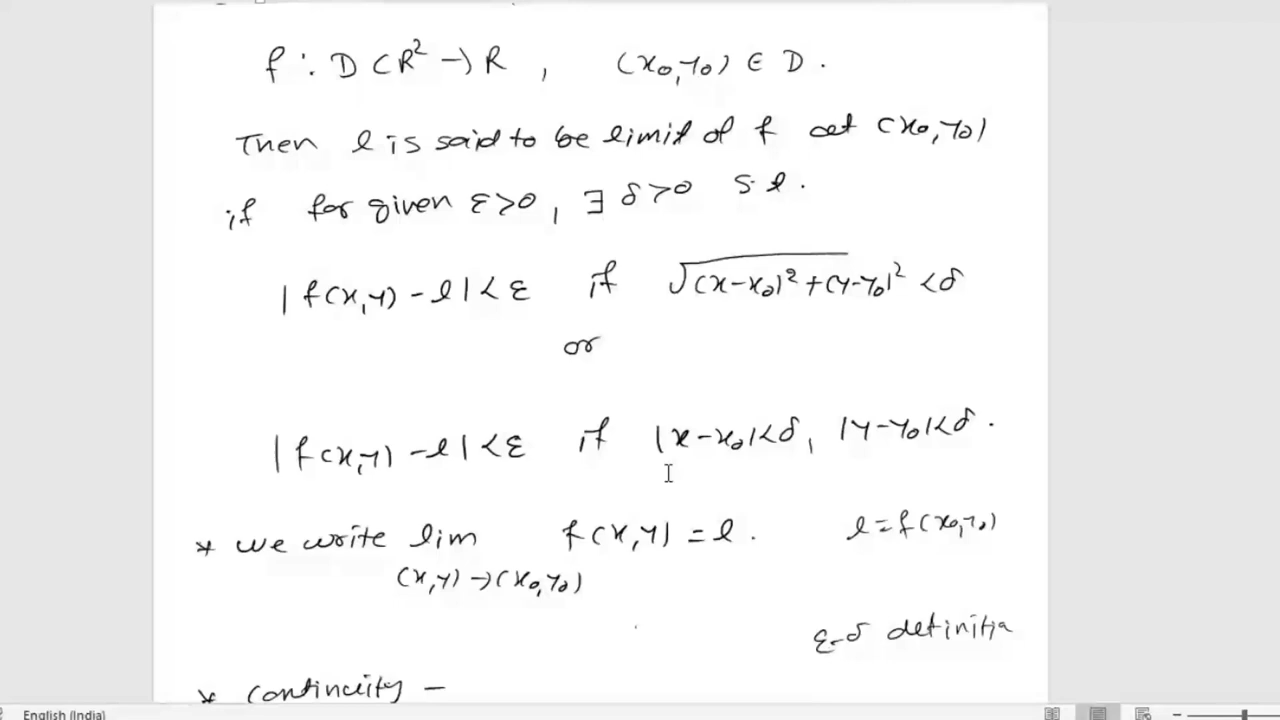 f : D ⊂ R² → R , (x₀,y₀) ∈ D .
Then l is said to be limit of f at (x₀,y₀)
if for given ε>0, ∃ δ>0 s.t.
|f(x,y) - l| < ε if √(x-x₀)²+(y-y₀)² < δ
or
|f(x,y) - l| < ε if |x-x₀|<δ, |y-y₀|<δ.
* we write lim f(x,y) = l . l = f(x₀,y₀)
(x,y)→(x₀,y₀)
ε-δ definitio
* continuity -
English (India)